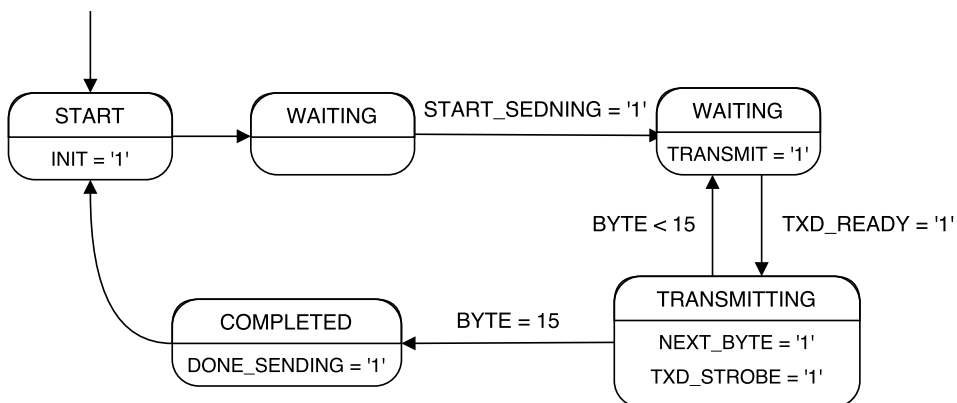 START
INIT = '1'
WAITING
START_SEDNING = '1'
WAITING
TRANSMIT = '1'
BYTE < 15
TXD_READY = '1'
TRANSMITTING
NEXT_BYTE = '1'
TXD_STROBE = '1'
BYTE = 15
COMPLETED
DONE_SENDING = '1'